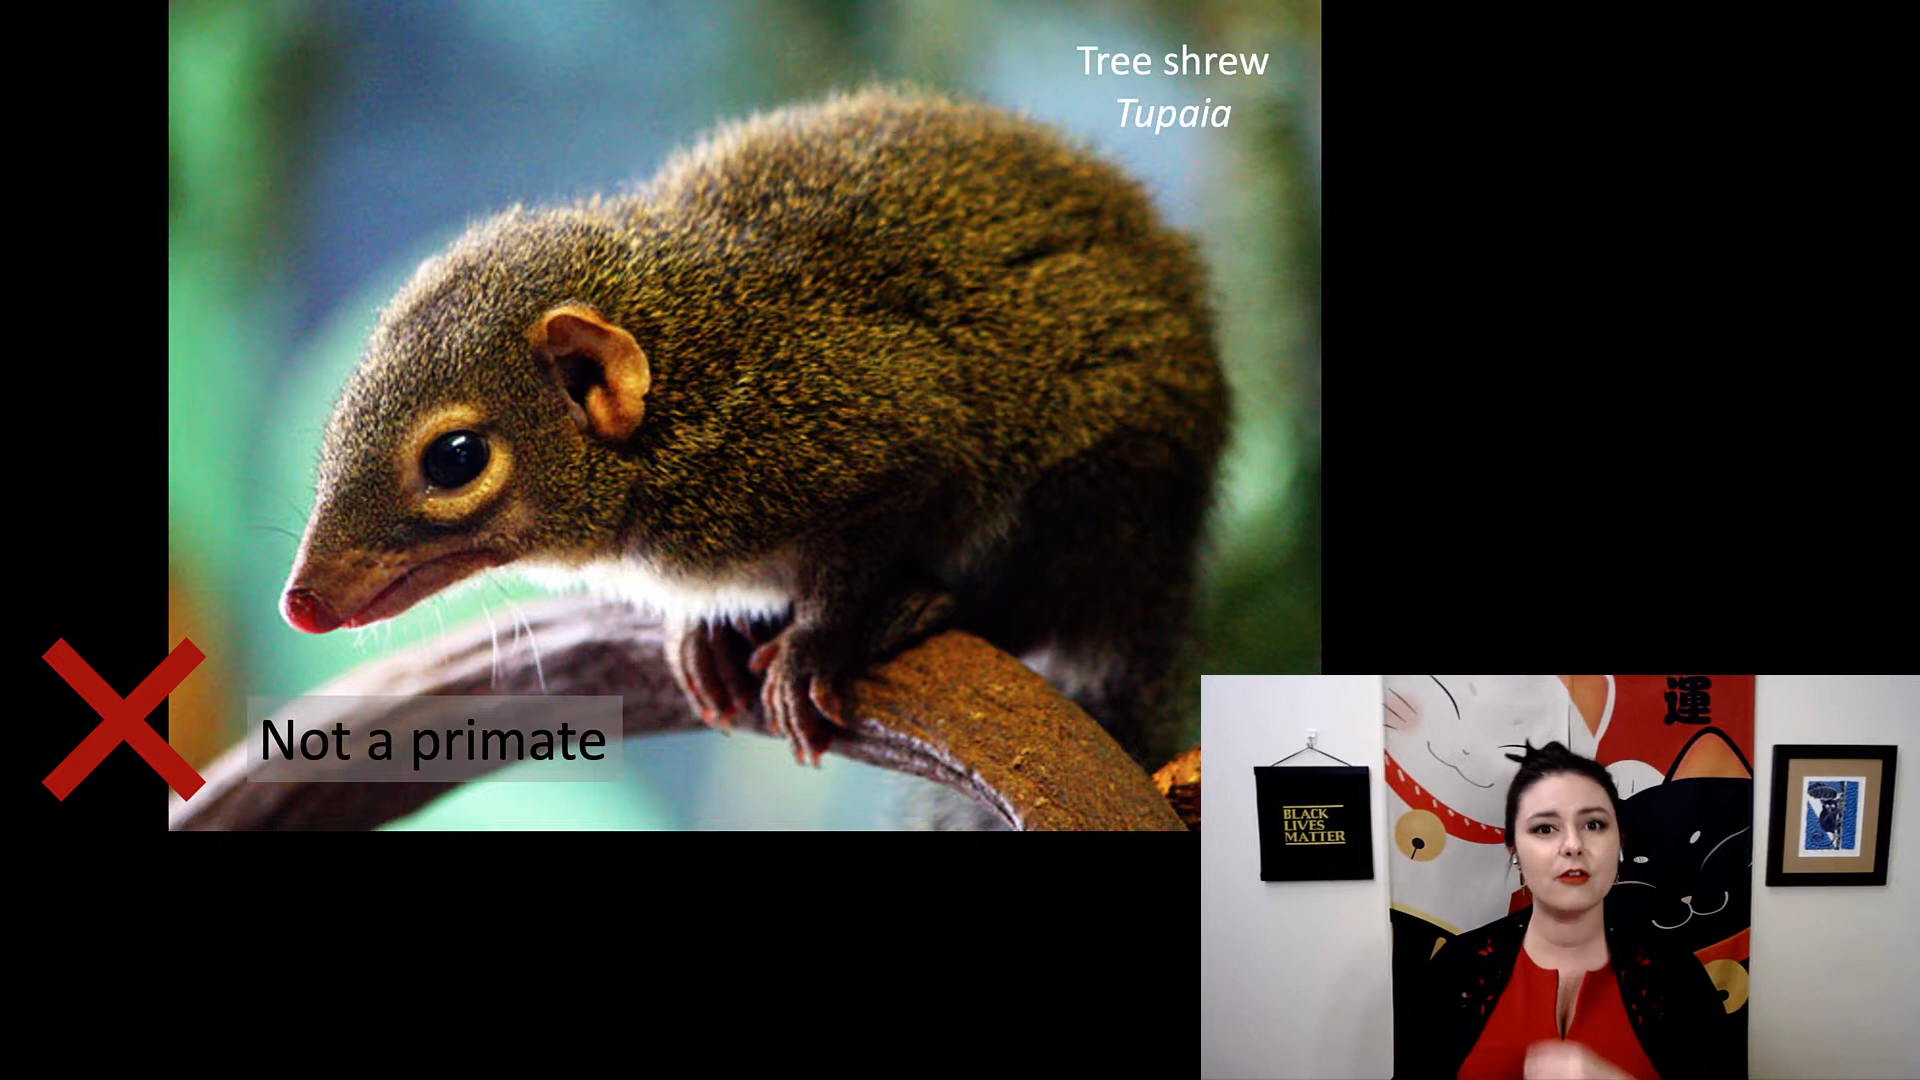 Tree shrew
Tupaia
Not a primate
運
BLACK
LIVES
MATTER